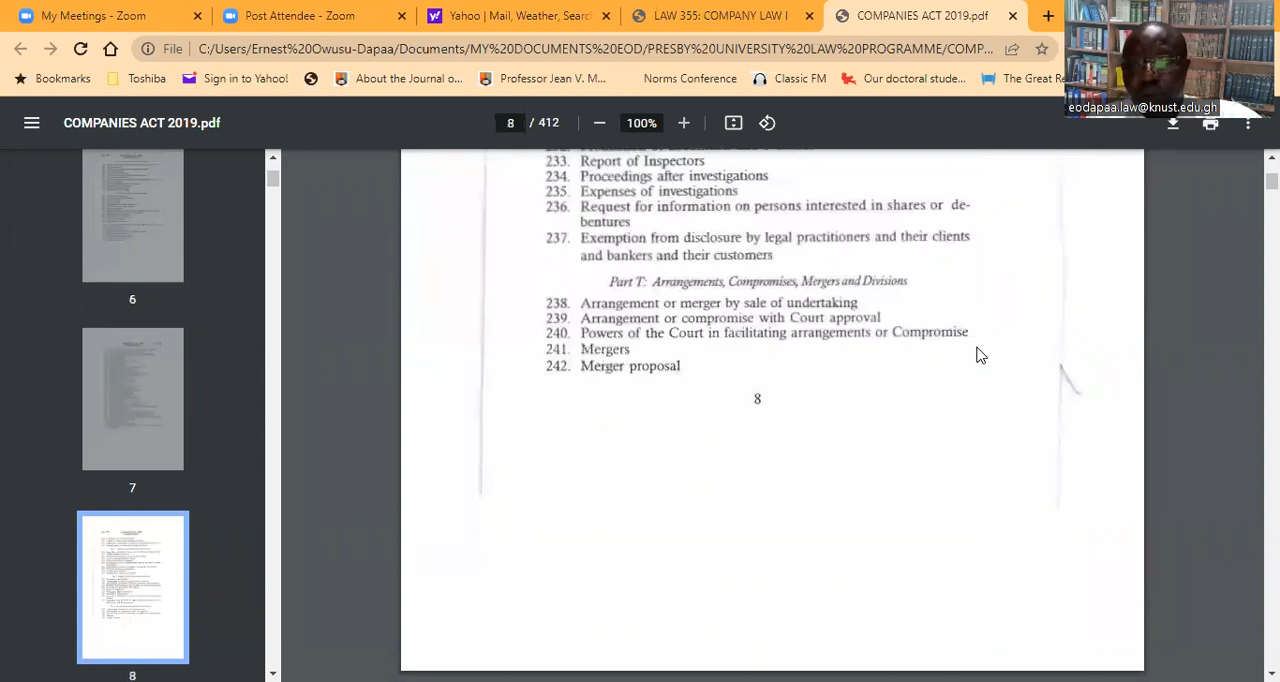 My Meetings - Zoom
Post Attendee - Zoom
Yahoo | Mail, Weather, Searc
LAW 355: COMPANY LAW I
COMPANIES ACT 2019.pdf
File
C:/Users/Ernest%20Owusu-Dapaa/Documents/MY%20DOCUMENTS%20EOD/PRESBY%20UNIVERSITY%20LAW%20PROGRAMME/COMP...
Bookmarks
Toshiba
Sign in to Yahoo!
About the Journal o...
Professor Jean V. M...
Norms Conference
Classic FM
Our doctoral stude...
The Great Re
eodapaa.law@knust.edu.gh
COMPANIES ACT 2019.pdf
8 / 412
100%
233. Report of Inspectors
234. Proceedings after investigations
235. Expenses of investigations
236. Request for information on persons interested in shares or de-
bentures
237. Exemption from disclosure by legal practitioners and their clients
and bankers and their customers
Part T: Arrangements, Compromises, Mergers and Divisions
238. Arrangement or merger by sale of undertaking
239. Arrangement or compromise with Court approval
240. Powers of the Court in facilitating arrangements or Compromise
241. Mergers
242. Merger proposal
8
6
7
8